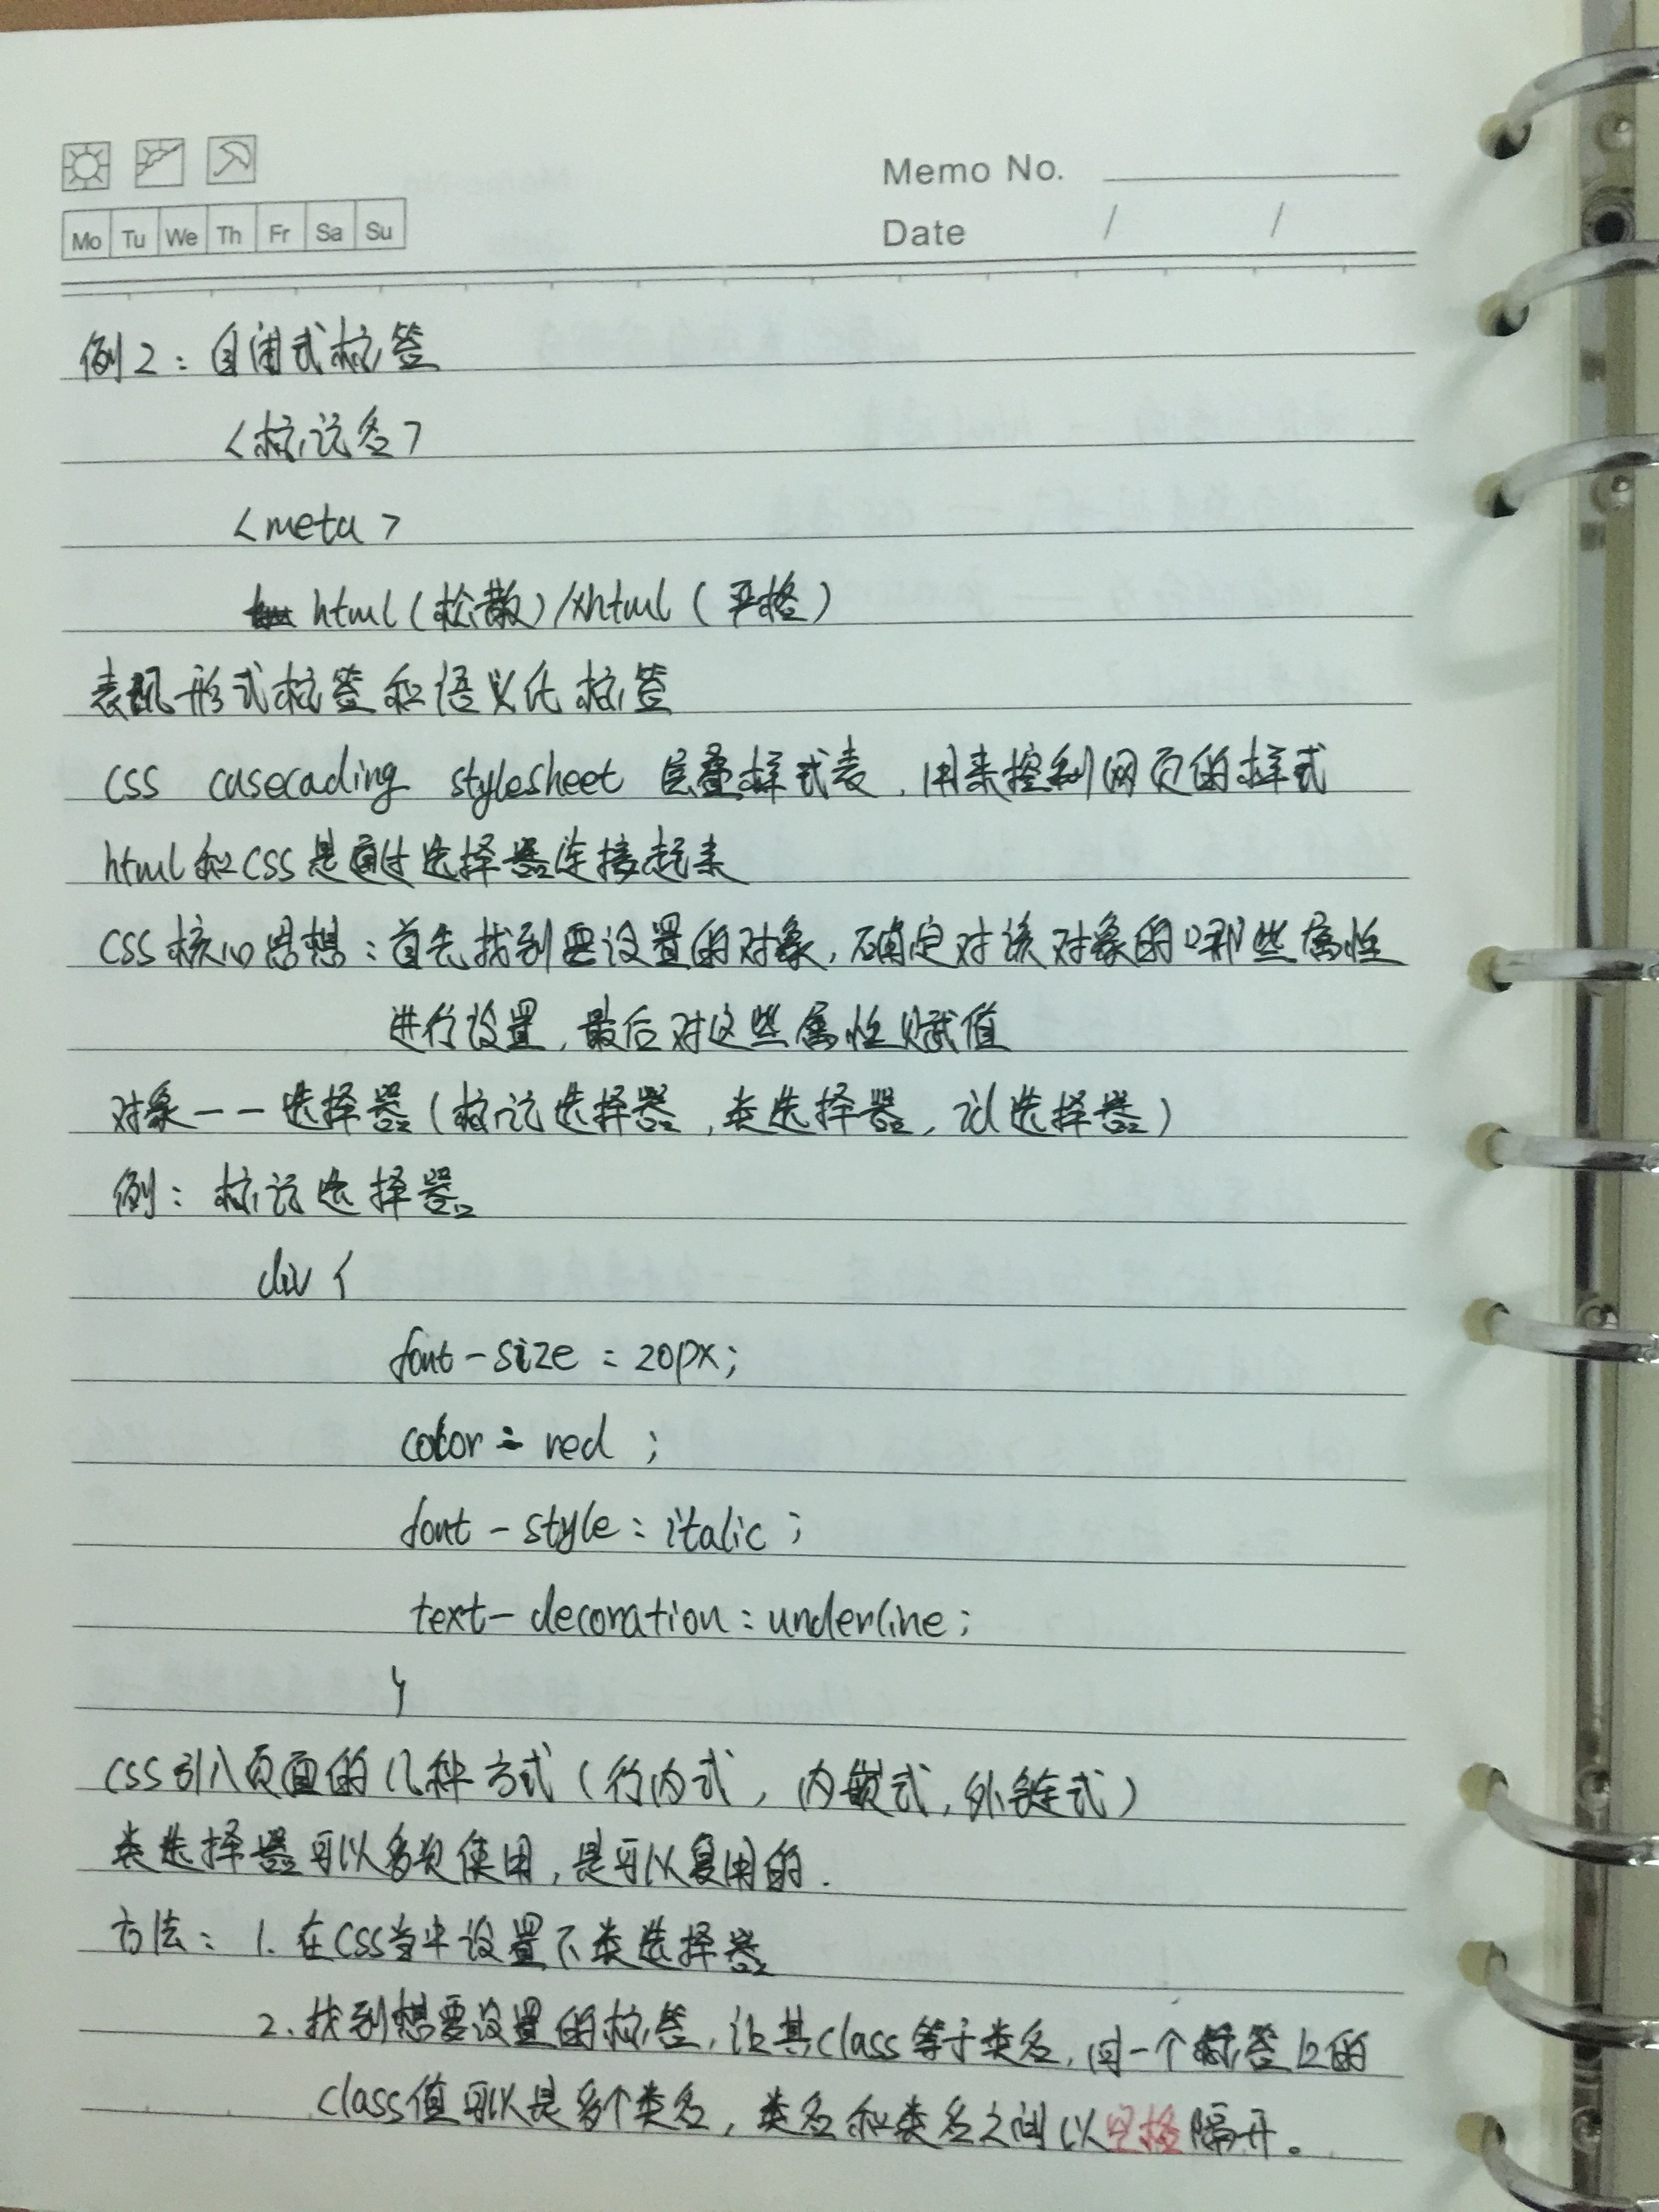 Memo No.
Mo Tu We Th Fr Sa Su
Date / /
例2：自闭式标签
<标记名>
<meta>
html(松散)/xhtml(严格)
表现形式标签和语义化标签
CSS casecading stylesheet 层叠样式表，用来控制网页的样式
html和CSS是通过选择器连接起来
CSS核心思想：首先找到要设置的对象，确定对该对象的哪些属性
进行设置，最后对这些属性赋值
对象——选择器(标记选择器，类选择器，id选择器)
例：标记选择器
div {
font-size：20px；
color：red；
font-style：italic；
text-decoration：underline；
}
CSS引入页面的几种方式(行内式，内嵌式，外链式)
类选择器可以多次使用，是可以复用的．
方法：1.在CSS当中设置下类选择器
2.找到想要设置的标签，让其class等于类名，同一个标签上的
class值可以是多个类名，类名和类名之间以空格隔开。